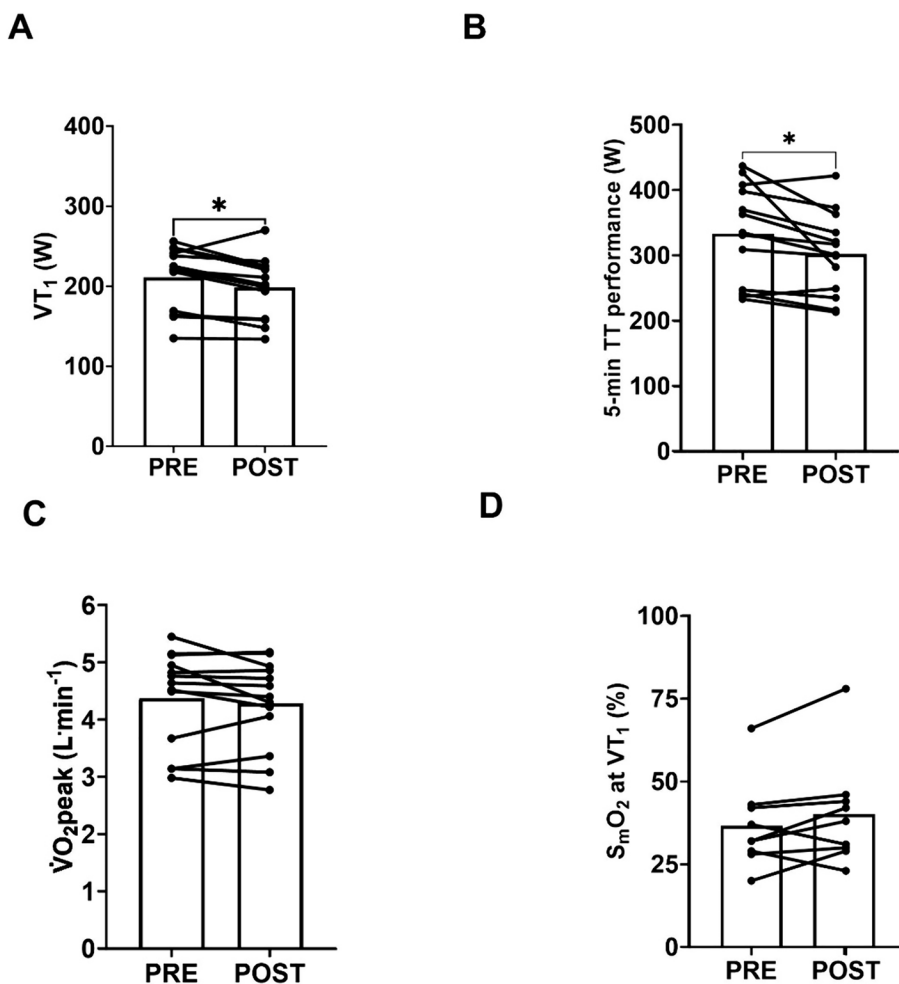 A
VT₁ (W)
400
300
200
100
0
*
PRE POST
B
5-min TT performance (W)
500
400
300
200
100
0
*
PRE POST
C
V̇O₂peak (L·min⁻¹)
6
5
4
3
2
1
0
PRE POST
D
SₘO₂ at VT₁ (%)
100
75
50
25
0
PRE POST